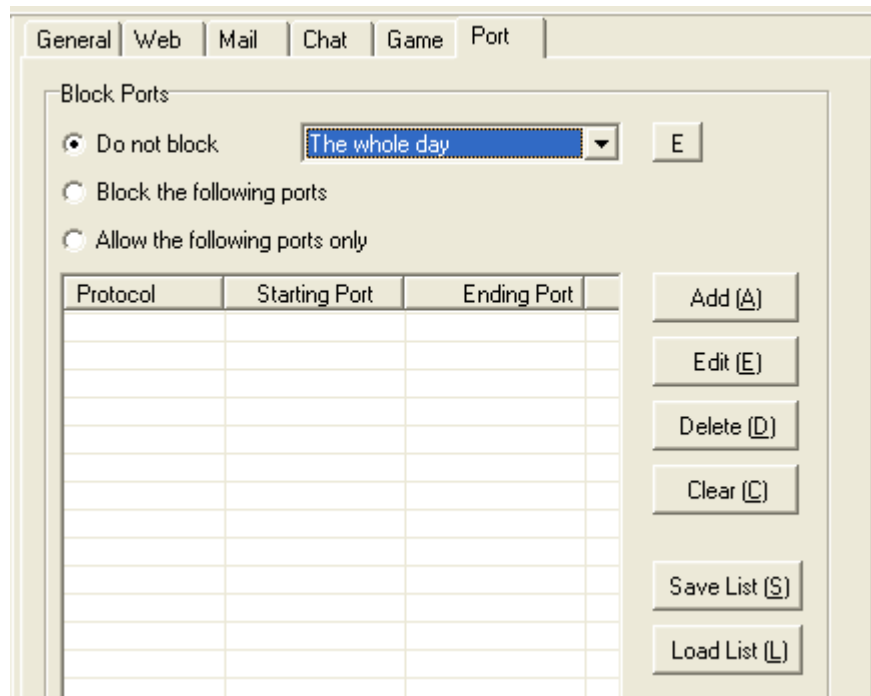 General Web Mail Chat Game Port
Block Ports
Do not block The whole day E
Block the following ports
Allow the following ports only
Protocol Starting Port Ending Port
Add (A)
Edit (E)
Delete (D)
Clear (C)
Save List (S)
Load List (L)